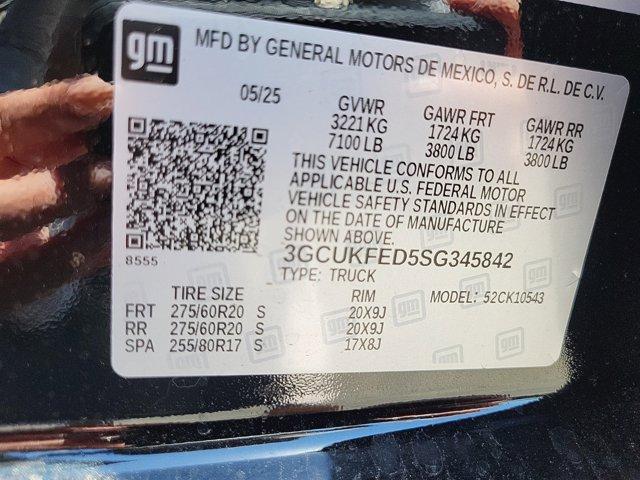 gm
MFD BY GENERAL MOTORS DE MEXICO, S. DE R.L. DE C.V.
05/25
GVWR
3221 KG
7100 LB
GAWR FRT
1724 KG
3800 LB
GAWR RR
1724 KG
3800 LB
THIS VEHICLE CONFORMS TO ALL
APPLICABLE U.S. FEDERAL MOTOR
VEHICLE SAFETY STANDARDS IN EFFECT
ON THE DATE OF MANUFACTURE
SHOWN ABOVE.
8555
3GCUKFED5SG345842
TYPE: TRUCK
TIRE SIZE RIM MODEL: 52CK10543
FRT 275/60R20 S 20X9J
RR 275/60R20 S 20X9J
SPA 255/80R17 S 17X8J